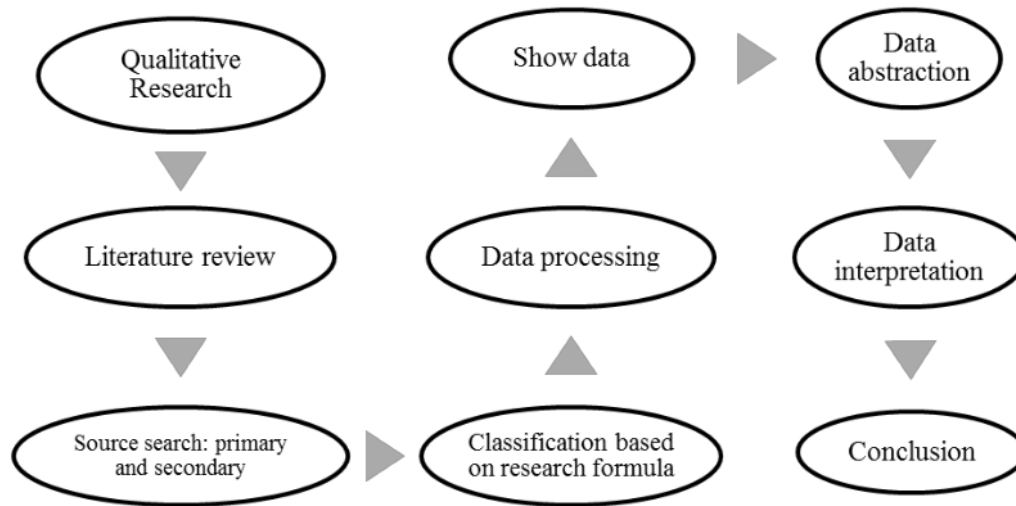 Qualitative
Research
Literature review
Source search: primary
and secondary
Classification based
on research formula
Data processing
Show data
Data
abstraction
Data
interpretation
Conclusion